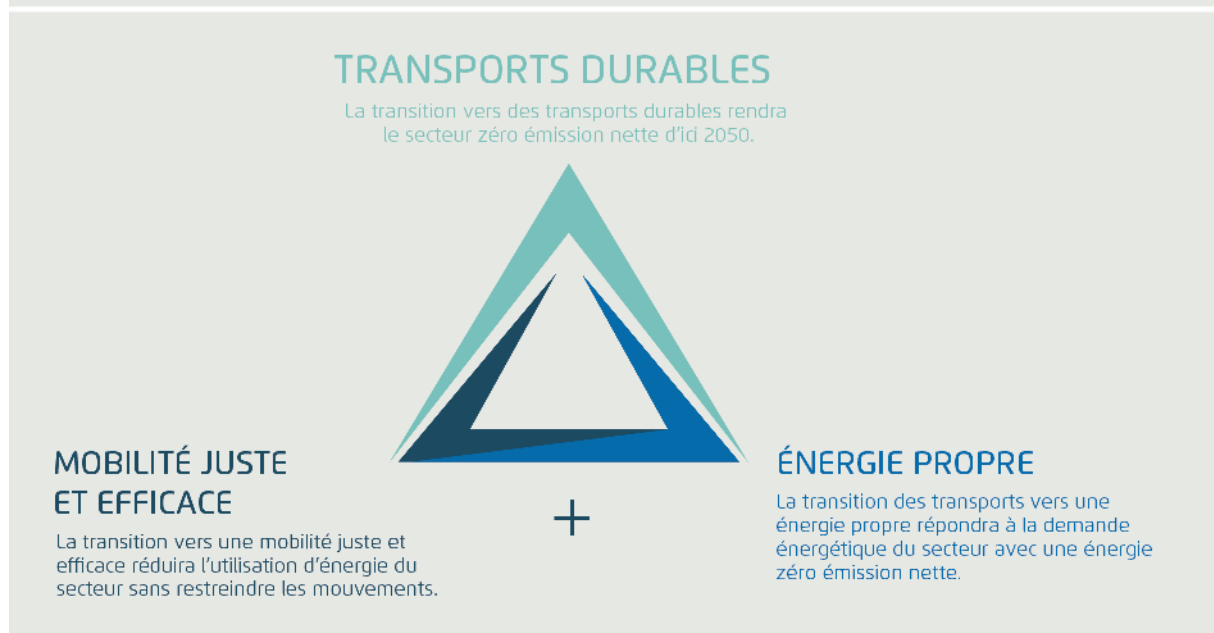 TRANSPORTS DURABLES
La transition vers des transports durables rendra
le secteur zéro émission nette d'ici 2050.
MOBILITÉ JUSTE
ET EFFICACE
La transition vers une mobilité juste et
efficace réduira l'utilisation d'énergie du
secteur sans restreindre les mouvements.
+
ÉNERGIE PROPRE
La transition des transports vers une
énergie propre répondra à la demande
énergétique du secteur avec une énergie
zéro émission nette.